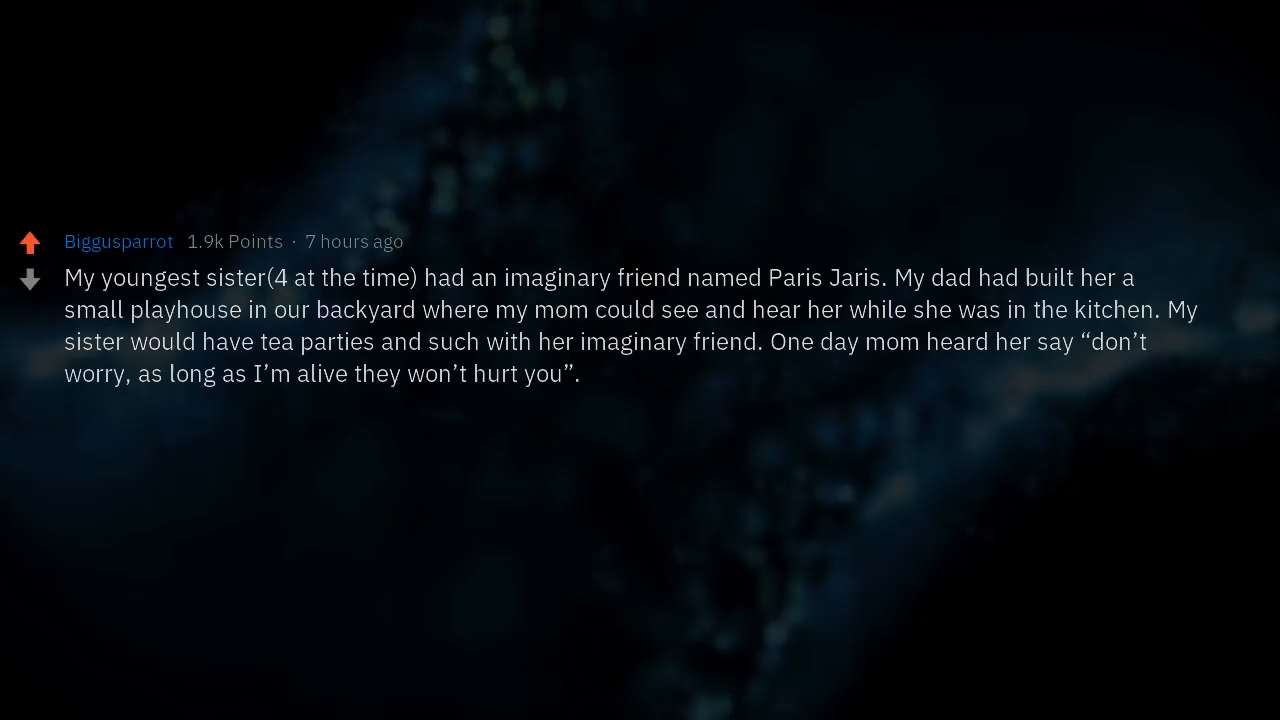 Biggusparrot 1.9k Points · 7 hours ago
My youngest sister(4 at the time) had an imaginary friend named Paris Jaris. My dad had built her a
small playhouse in our backyard where my mom could see and hear her while she was in the kitchen. My
sister would have tea parties and such with her imaginary friend. One day mom heard her say “don’t
worry, as long as I’m alive they won’t hurt you”.